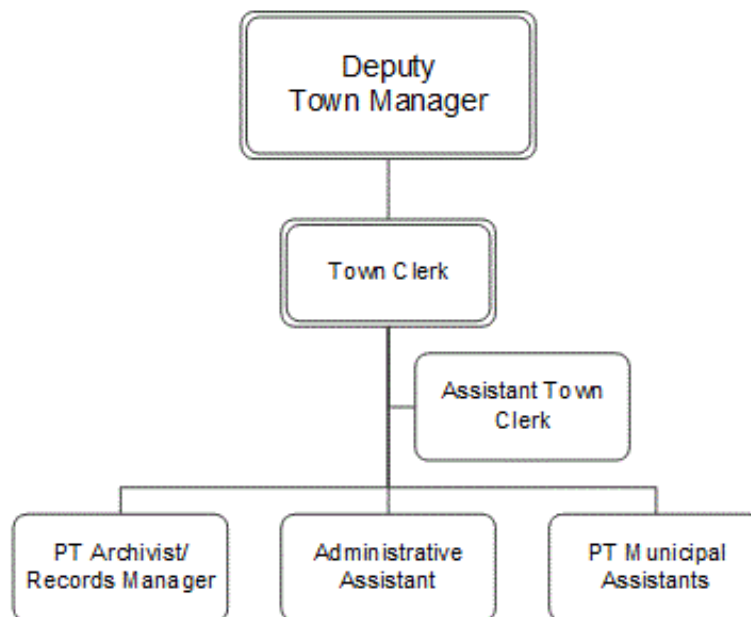 Deputy
Town Manager
Town Clerk
Assistant Town
Clerk
PT Archivist/
Records Manager
Administrative
Assistant
PT Municipal
Assistants